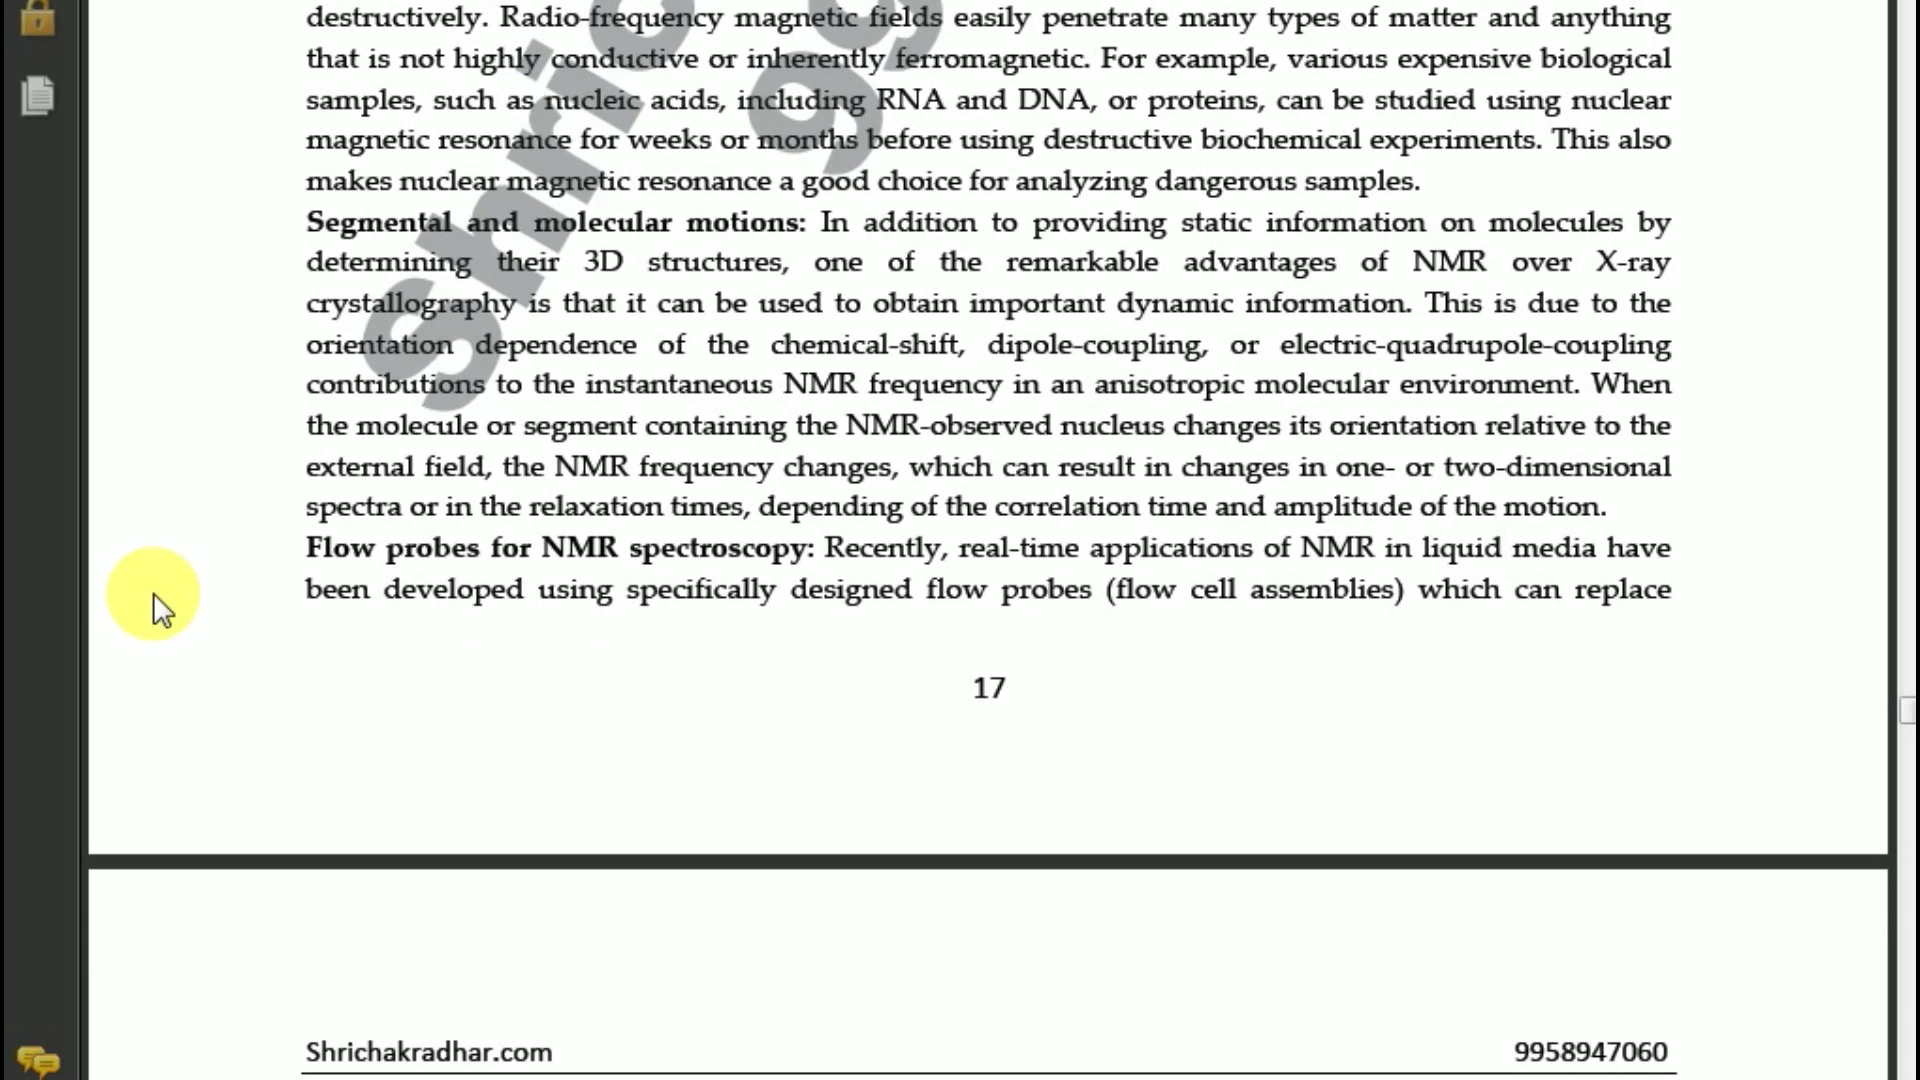 destructively. Radio-frequency magnetic fields easily penetrate many types of matter and anything
that is not highly conductive or inherently ferromagnetic. For example, various expensive biological
samples, such as nucleic acids, including RNA and DNA, or proteins, can be studied using nuclear
magnetic resonance for weeks or months before using destructive biochemical experiments. This also
makes nuclear magnetic resonance a good choice for analyzing dangerous samples.
Segmental and molecular motions: In addition to providing static information on molecules by
determining their 3D structures, one of the remarkable advantages of NMR over X-ray
crystallography is that it can be used to obtain important dynamic information. This is due to the
orientation dependence of the chemical-shift, dipole-coupling, or electric-quadrupole-coupling
contributions to the instantaneous NMR frequency in an anisotropic molecular environment. When
the molecule or segment containing the NMR-observed nucleus changes its orientation relative to the
external field, the NMR frequency changes, which can result in changes in one- or two-dimensional
spectra or in the relaxation times, depending of the correlation time and amplitude of the motion.
Flow probes for NMR spectroscopy: Recently, real-time applications of NMR in liquid media have
been developed using specifically designed flow probes (flow cell assemblies) which can replace
17
Shrichakradhar.com 9958947060